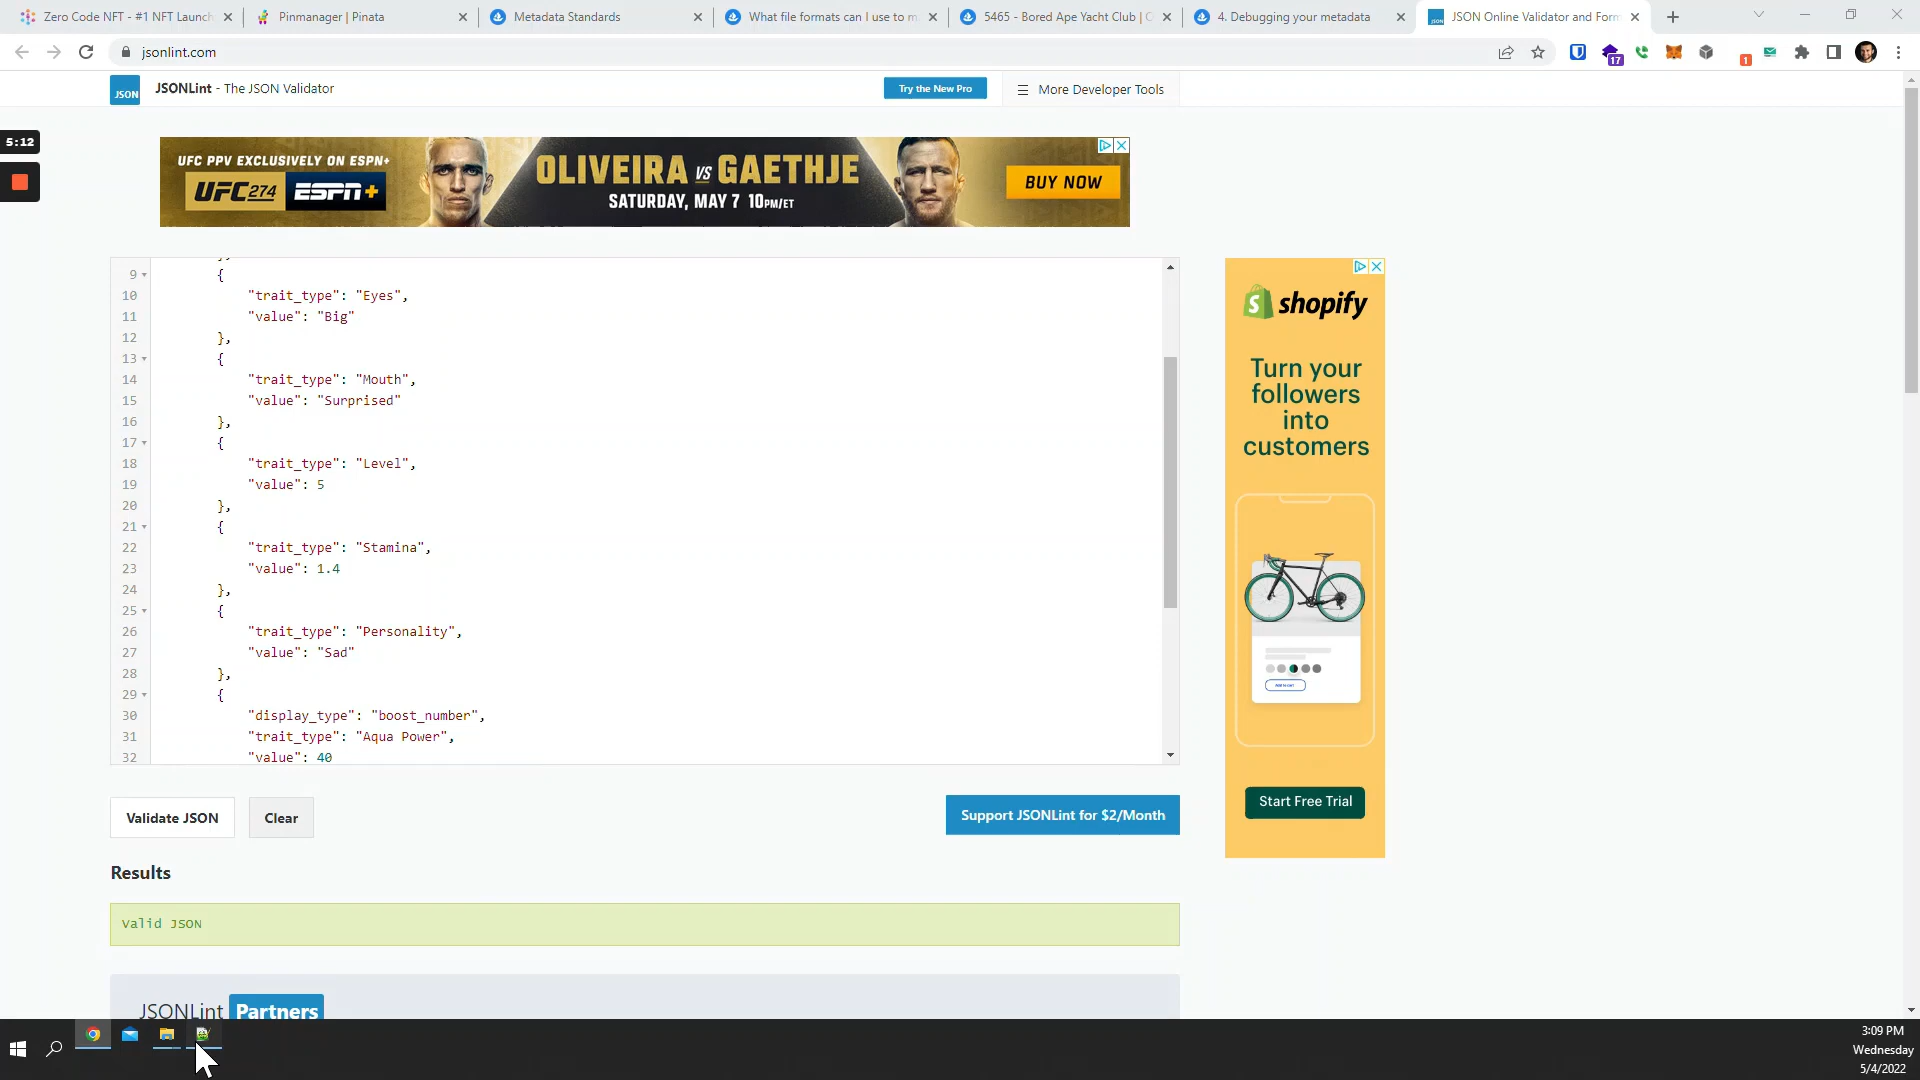 Zero Code NFT - #1 NFT Launch
Pinmanager | Pinata
Metadata Standards
What file formats can I use to m
5465 - Bored Ape Yacht Club | O
4. Debugging your metadata
JSON Online Validator and Form
jsonlint.com
17
1
JSON
JSONLint - The JSON Validator
Try the New Pro
More Developer Tools
5:12
UFC PPV EXCLUSIVELY ON ESPN+
UFC 274
ESPN+
OLIVEIRA VS GAETHJE
SATURDAY, MAY 7 10PM/ET
BUY NOW
},
9 {
10 "trait_type": "Eyes",
11 "value": "Big"
12 },
13 {
14 "trait_type": "Mouth",
15 "value": "Surprised"
16 },
17 {
18 "trait_type": "Level",
19 "value": 5
20 },
21 {
22 "trait_type": "Stamina",
23 "value": 1.4
24 },
25 {
26 "trait_type": "Personality",
27 "value": "Sad"
28 },
29 {
30 "display_type": "boost_number",
31 "trait_type": "Aqua Power",
32 "value": 40
shopify
Turn your
followers
into
customers
Add to cart
Start Free Trial
Validate JSON
Clear
Support JSONLint for $2/Month
Results
Valid JSON
JSONLint Partners
3:09 PM
Wednesday
5/4/2022